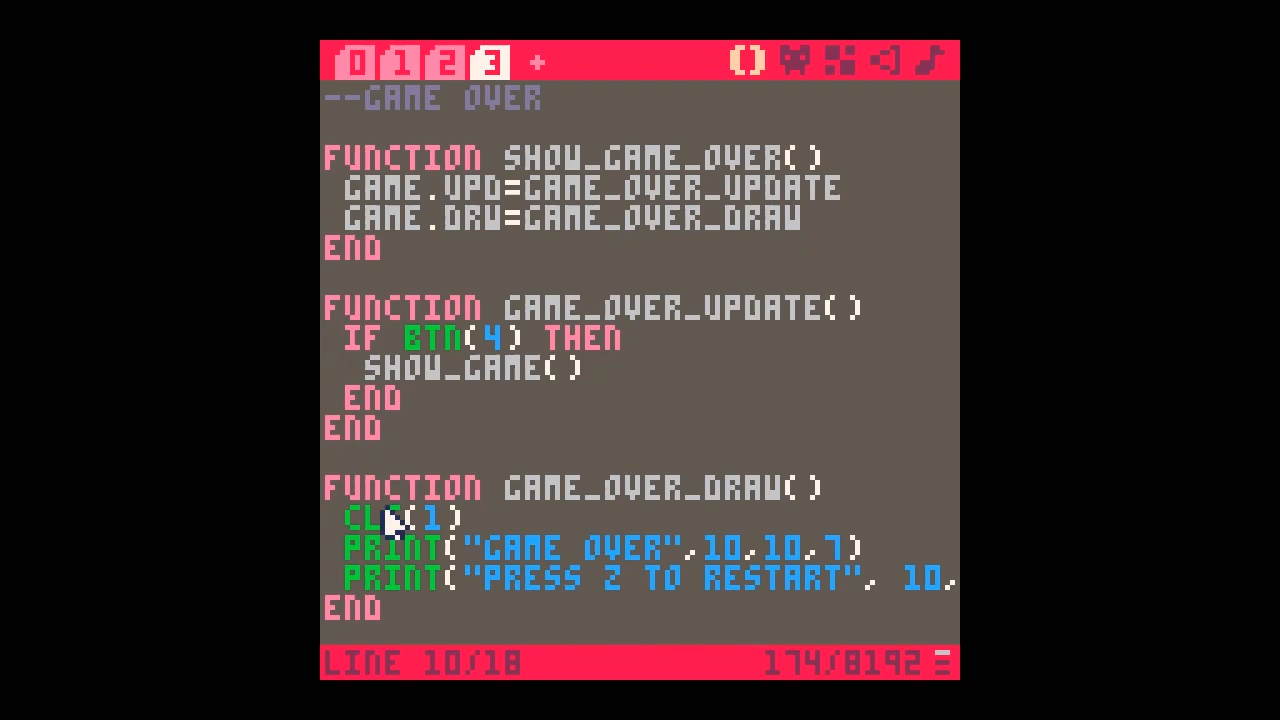 0 1 2 3 +
--GAME OVER
FUNCTION SHOW_GAME_OVER()
GAME.UPD=GAME_OVER_UPDATE
GAME.DRW=GAME_OVER_DRAW
END
FUNCTION GAME_OVER_UPDATE()
IF BTN(4) THEN
SHOW_GAME()
END
END
FUNCTION GAME_OVER_DRAW()
CLS(1)
PRINT("GAME OVER",10,10,7)
PRINT("PRESS Z TO RESTART", 10,
END
LINE 10/18 174/8192